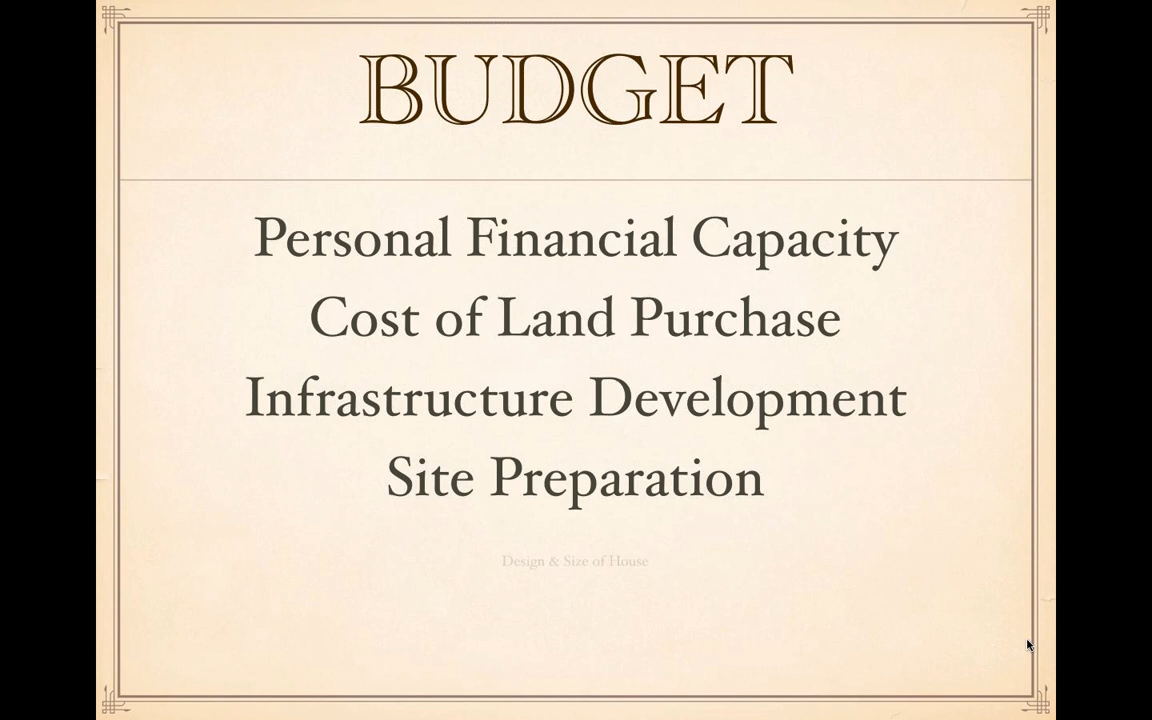 BUDGET
Personal Financial Capacity
Cost of Land Purchase
Infrastructure Development
Site Preparation
Design & Size of House